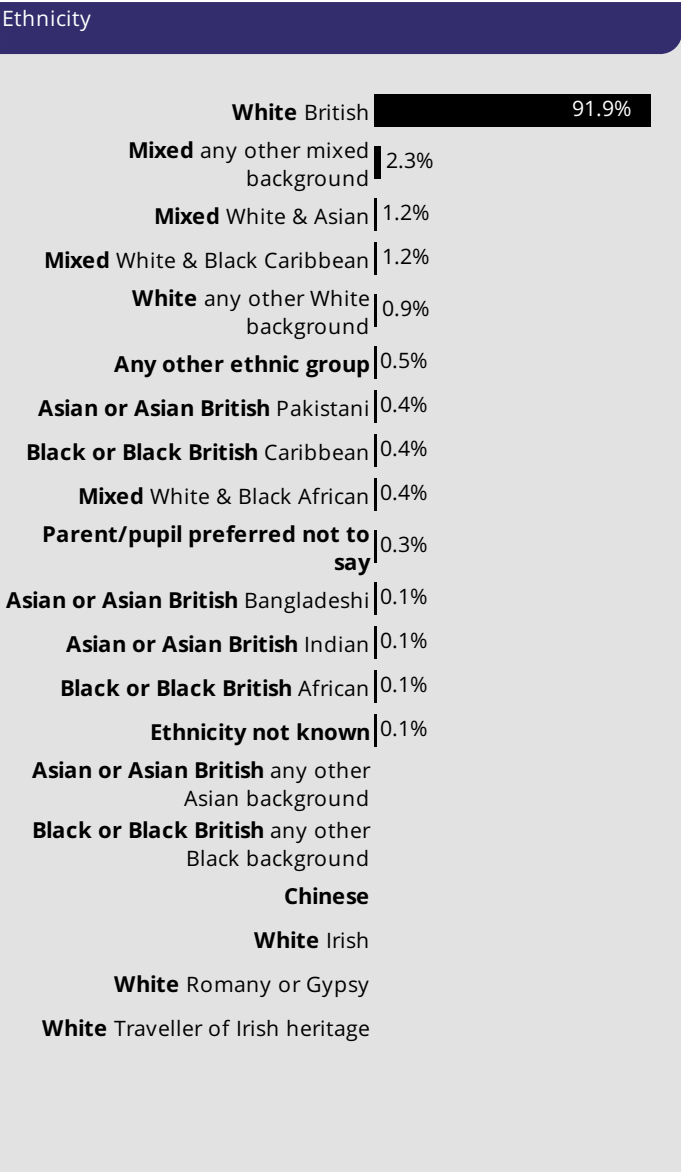 Ethnicity
White British 91.9%
Mixed any other mixed
background 2.3%
Mixed White & Asian 1.2%
Mixed White & Black Caribbean 1.2%
White any other White
background 0.9%
Any other ethnic group 0.5%
Asian or Asian British Pakistani 0.4%
Black or Black British Caribbean 0.4%
Mixed White & Black African 0.4%
Parent/pupil preferred not to
say 0.3%
Asian or Asian British Bangladeshi 0.1%
Asian or Asian British Indian 0.1%
Black or Black British African 0.1%
Ethnicity not known 0.1%
Asian or Asian British any other
Asian background
Black or Black British any other
Black background
Chinese
White Irish
White Romany or Gypsy
White Traveller of Irish heritage